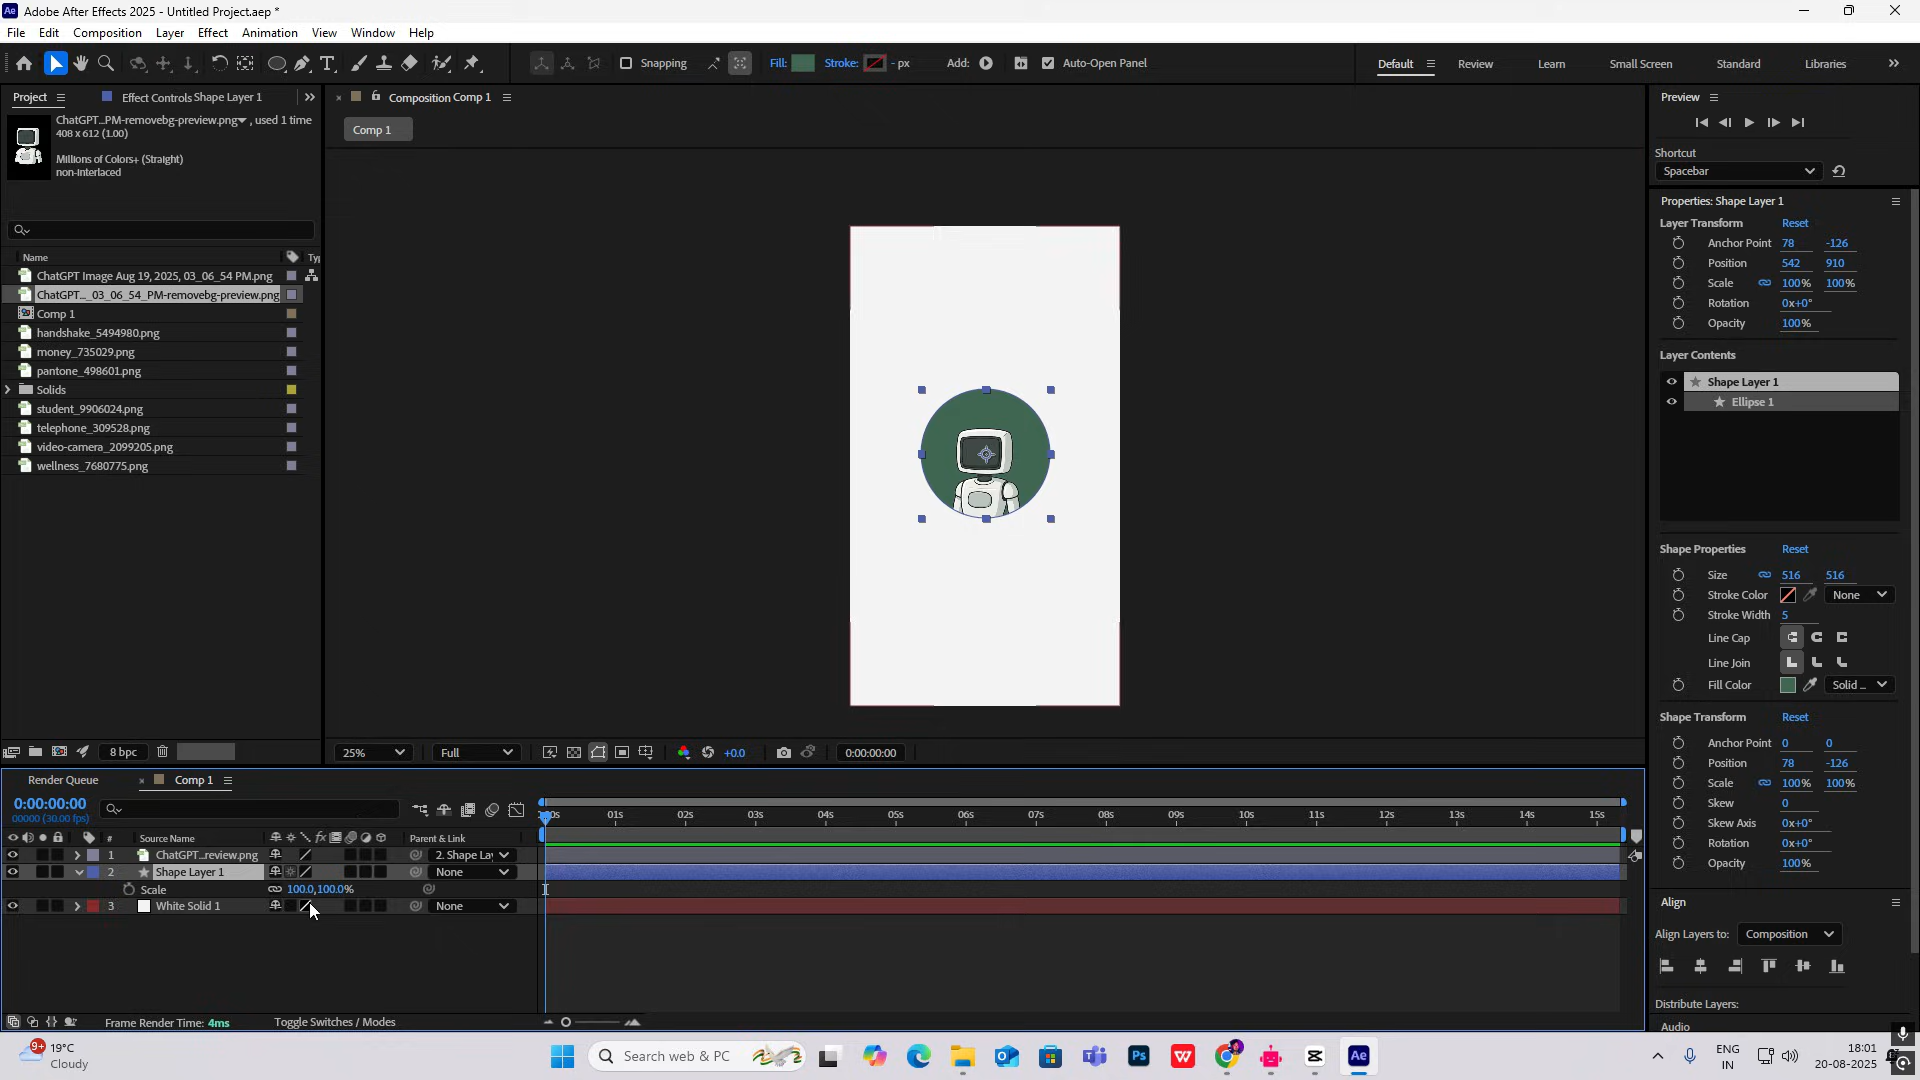 Adobe After Effects 2025 - Untitled Project.aep *
File Edit Composition Layer Effect Animation View Window Help
Snapping Fill: Stroke: - px Add: Auto-Open Panel Default Review Learn Small Screen Standard Libraries
Project Effect Controls Shape Layer 1
ChatGPT...PM-removebg-preview.png , used 1 time
408 x 612 (1.00)
Millions of Colors+ (Straight)
non-interlaced
Name Ty
ChatGPT Image Aug 19, 2025, 03_06_54 PM.png
ChatGPT..._03_06_54_PM-removebg-preview.png
Comp 1
handshake_5494980.png
money_735029.png
pantone_498601.png
Solids
student_9906024.png
telephone_309528.png
video-camera_2099205.png
wellness_7680775.png
8 bpc
Composition Comp 1
Comp 1
25% Full +0.0 0:00:00:00
Preview
Shortcut
Spacebar
Properties: Shape Layer 1
Layer Transform Reset
Anchor Point 78 -126
Position 542 910
Scale 100% 100%
Rotation 0x+0°
Opacity 100%
Layer Contents
Shape Layer 1
Ellipse 1
Shape Properties Reset
Size 516 516
Stroke Color None
Stroke Width 5
Line Cap
Line Join
Fill Color Solid ...
Shape Transform Reset
Anchor Point 0 0
Position 78 -126
Scale 100% 100%
Skew 0
Skew Axis 0x+0°
Rotation 0x+0°
Opacity 100%
Align
Align Layers to: Composition
Distribute Layers:
Audio
Render Queue Comp 1
0:00:00:00
00000 (30.00 fps)
# Source Name Parent & Link
1 ChatGPT...review.png 2. Shape Lay
2 Shape Layer 1 None
Scale 100.0,100.0%
3 White Solid 1 None
0s 01s 02s 03s 04s 05s 06s 07s 08s 09s 10s 11s 12s 13s 14s 15s
Frame Render Time: 4ms Toggle Switches / Modes
9+ 19°C
Cloudy
Search web & PC
Ps W Ae
ENG
IN
18:01
20-08-2025